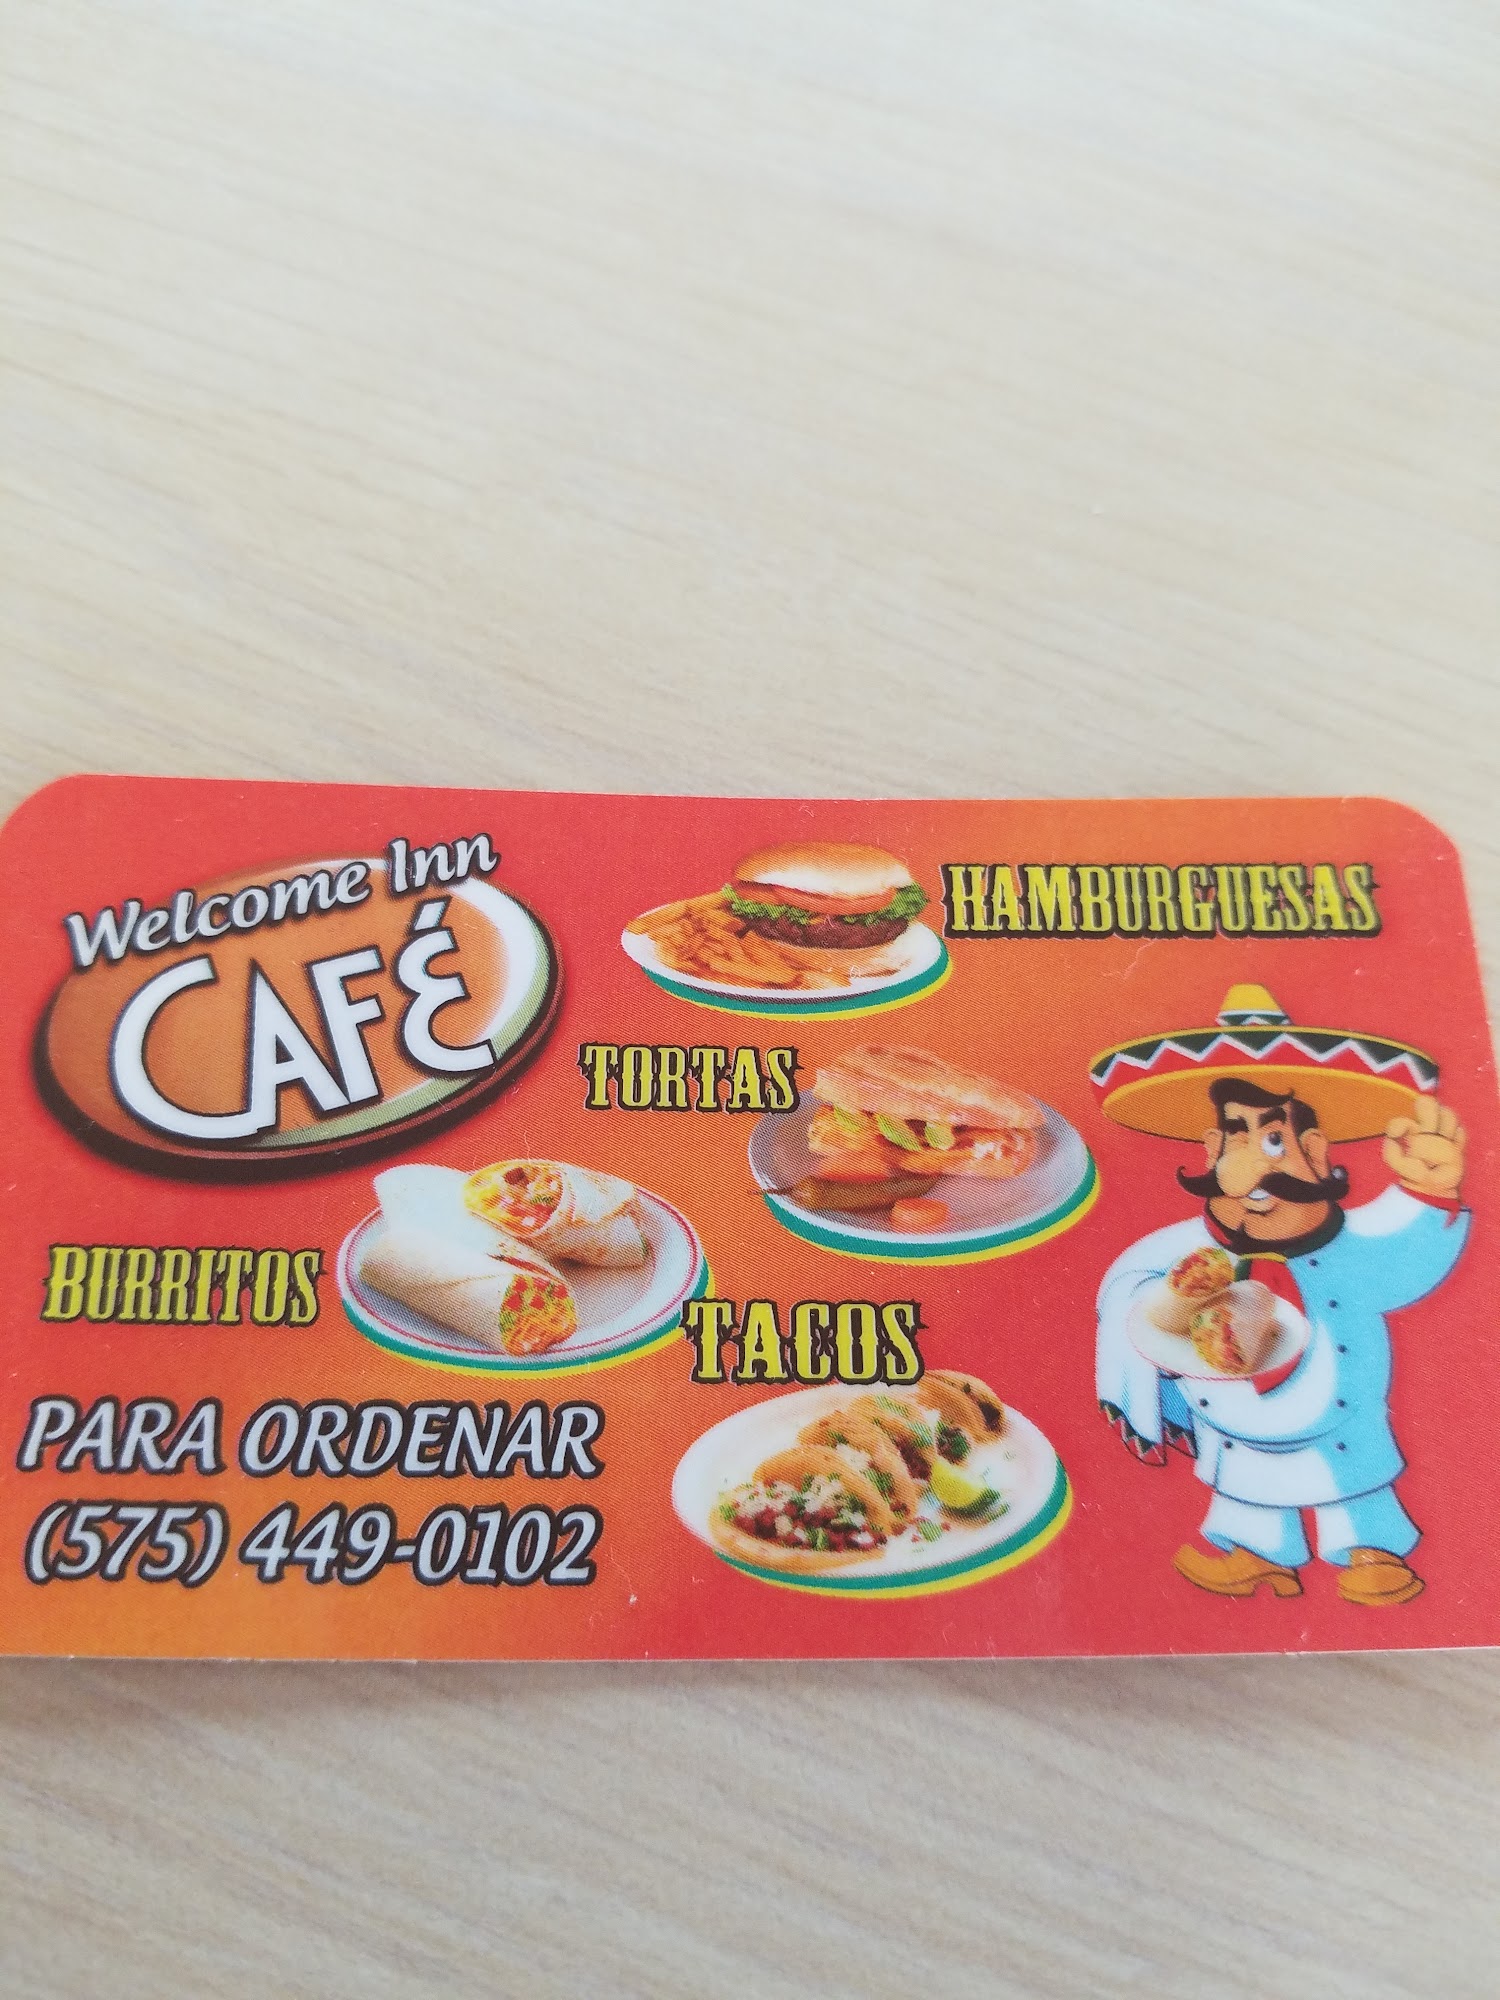 Welcome Inn
CAFÉ
HAMBURGUESAS
TORTAS
BURRITOS
TACOS
PARA ORDENAR
(575) 449-0102